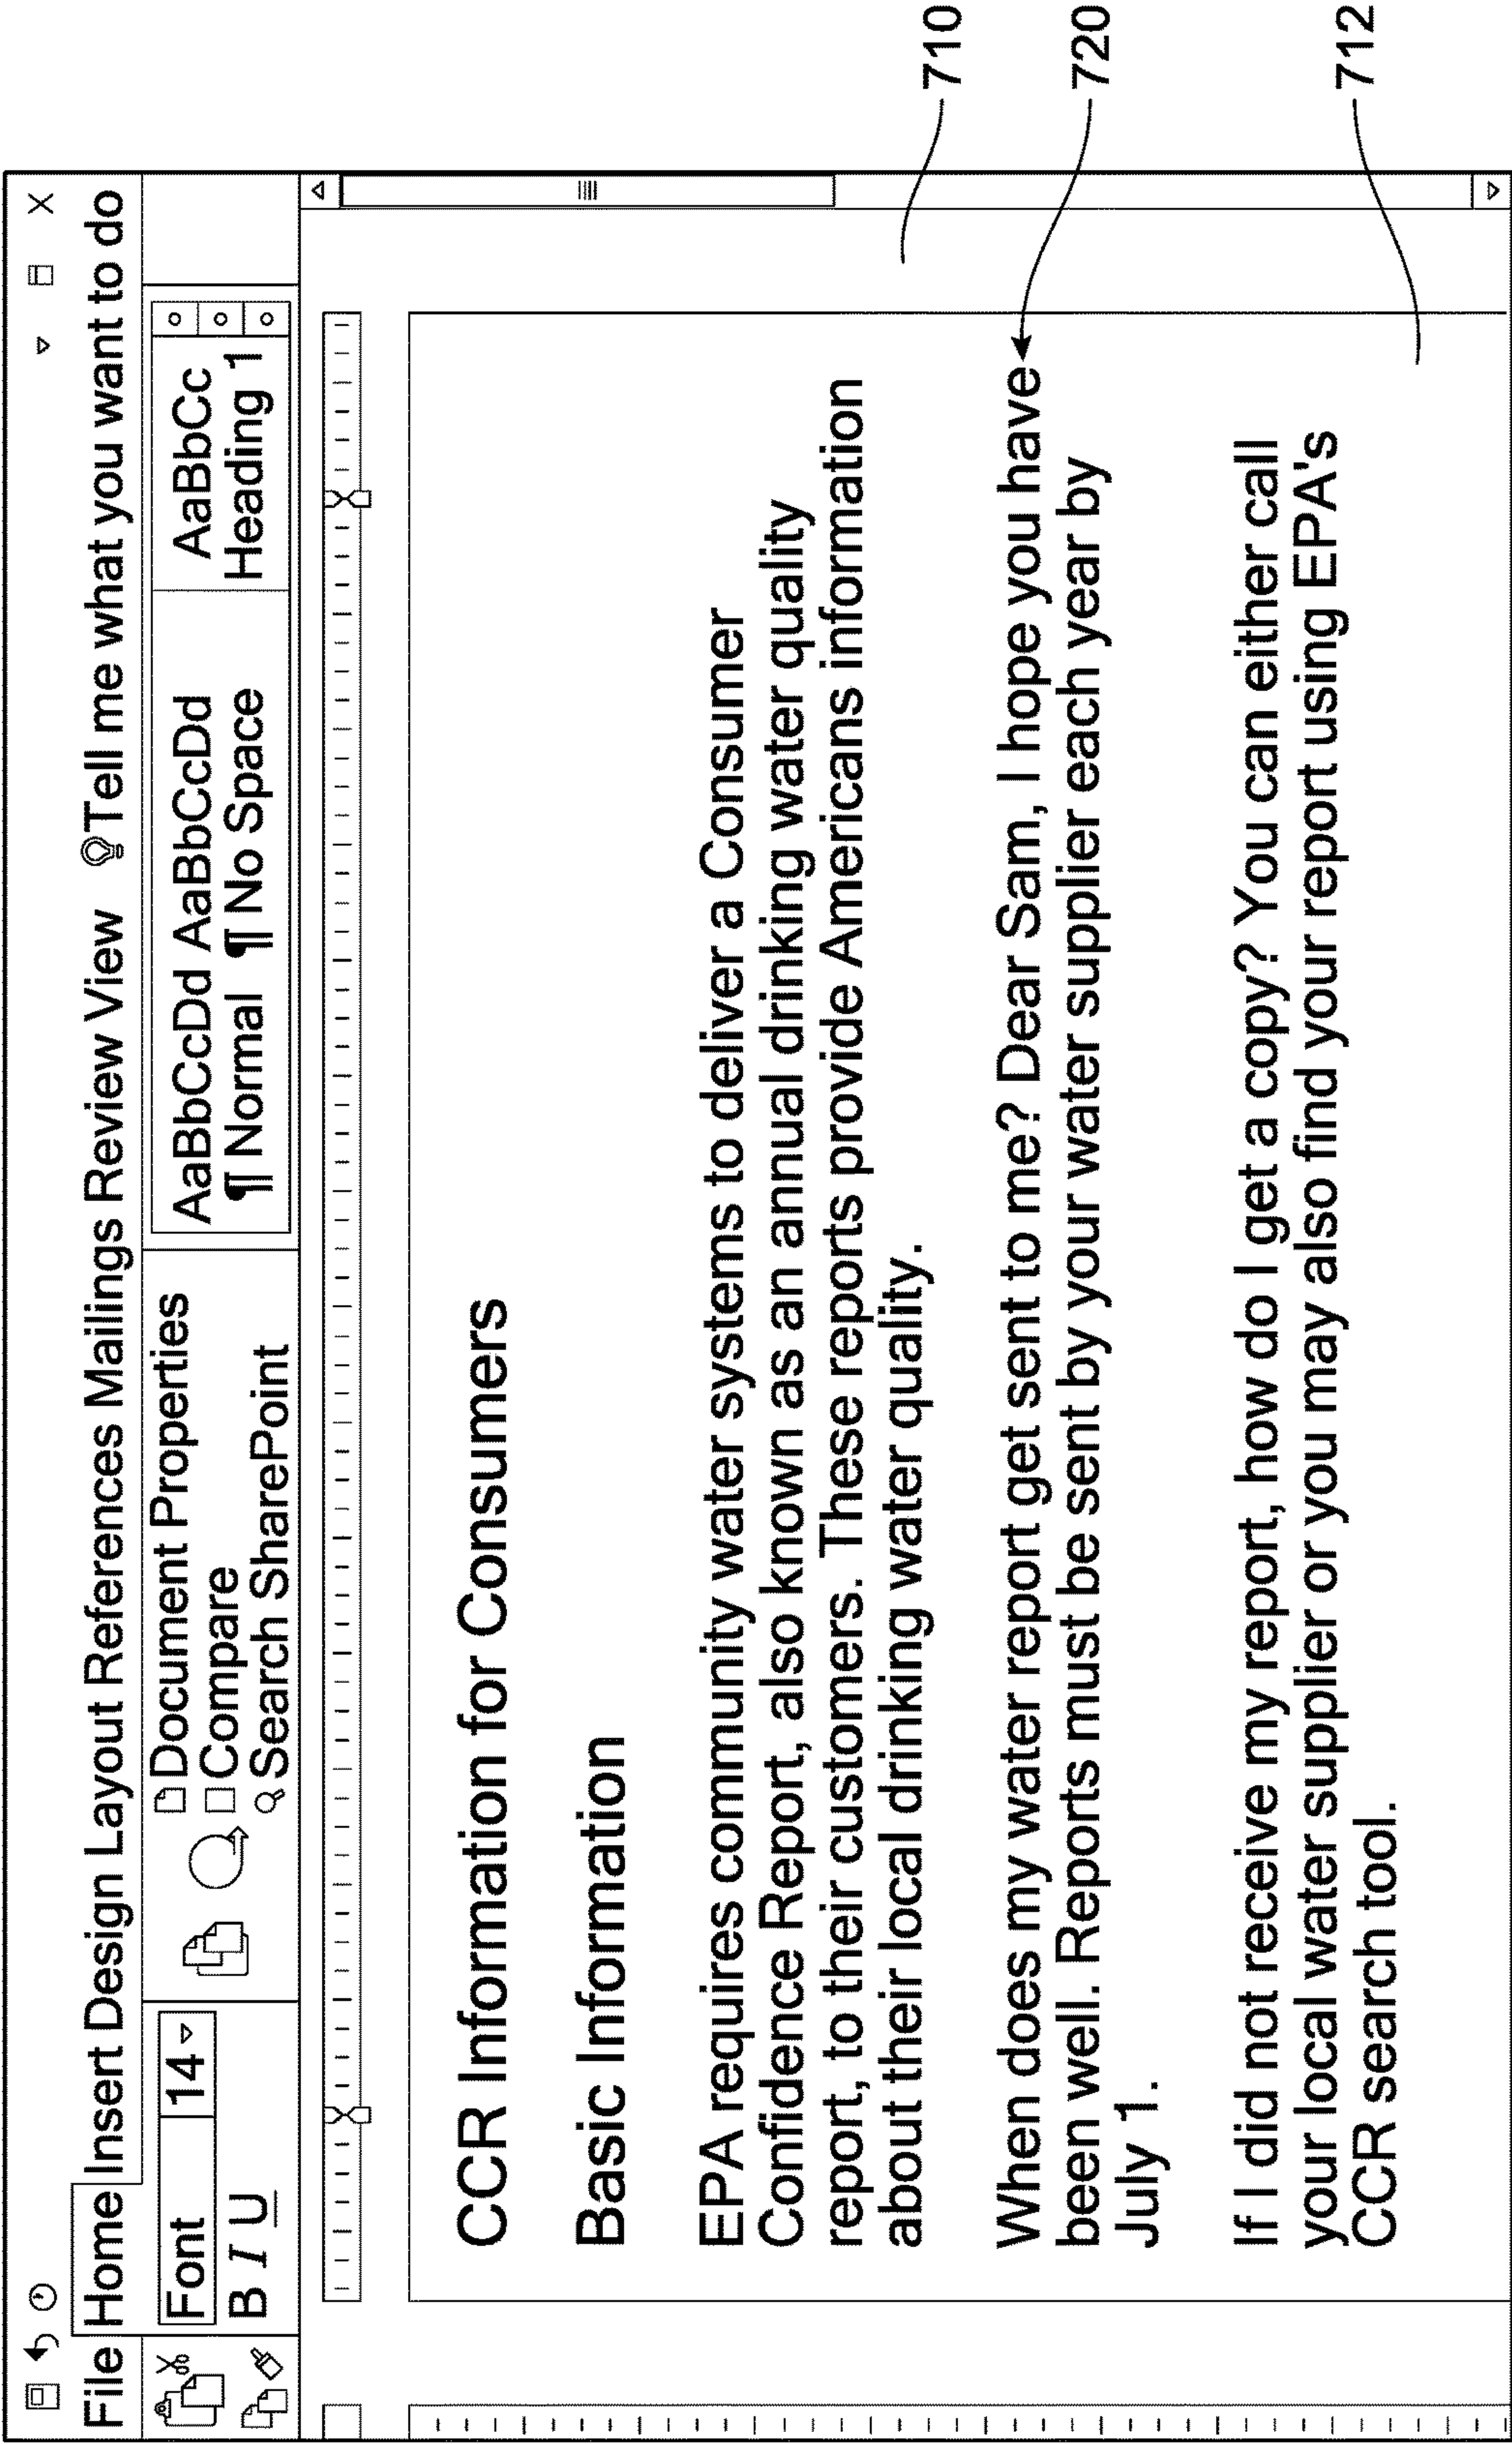 File Home Insert Design Layout References Mailings Review View Tell me what you want to do
X
Font 14
B I U
Document Properties
Compare
Search SharePoint
AaBbCcDd AaBbCcDd AaBbCc
¶ Normal ¶ No Space Heading 1
CCR Information for Consumers
Basic Information
EPA requires community water systems to deliver a Consumer
Confidence Report, also known as an annual drinking water quality
report, to their customers. These reports provide Americans information
about their local drinking water quality.
When does my water report get sent to me? Dear Sam, I hope you have
been well. Reports must be sent by your water supplier each year by
July 1.
If I did not receive my report, how do I get a copy? You can either call
your local water supplier or you may also find your report using EPA's
CCR search tool.
710
720
712